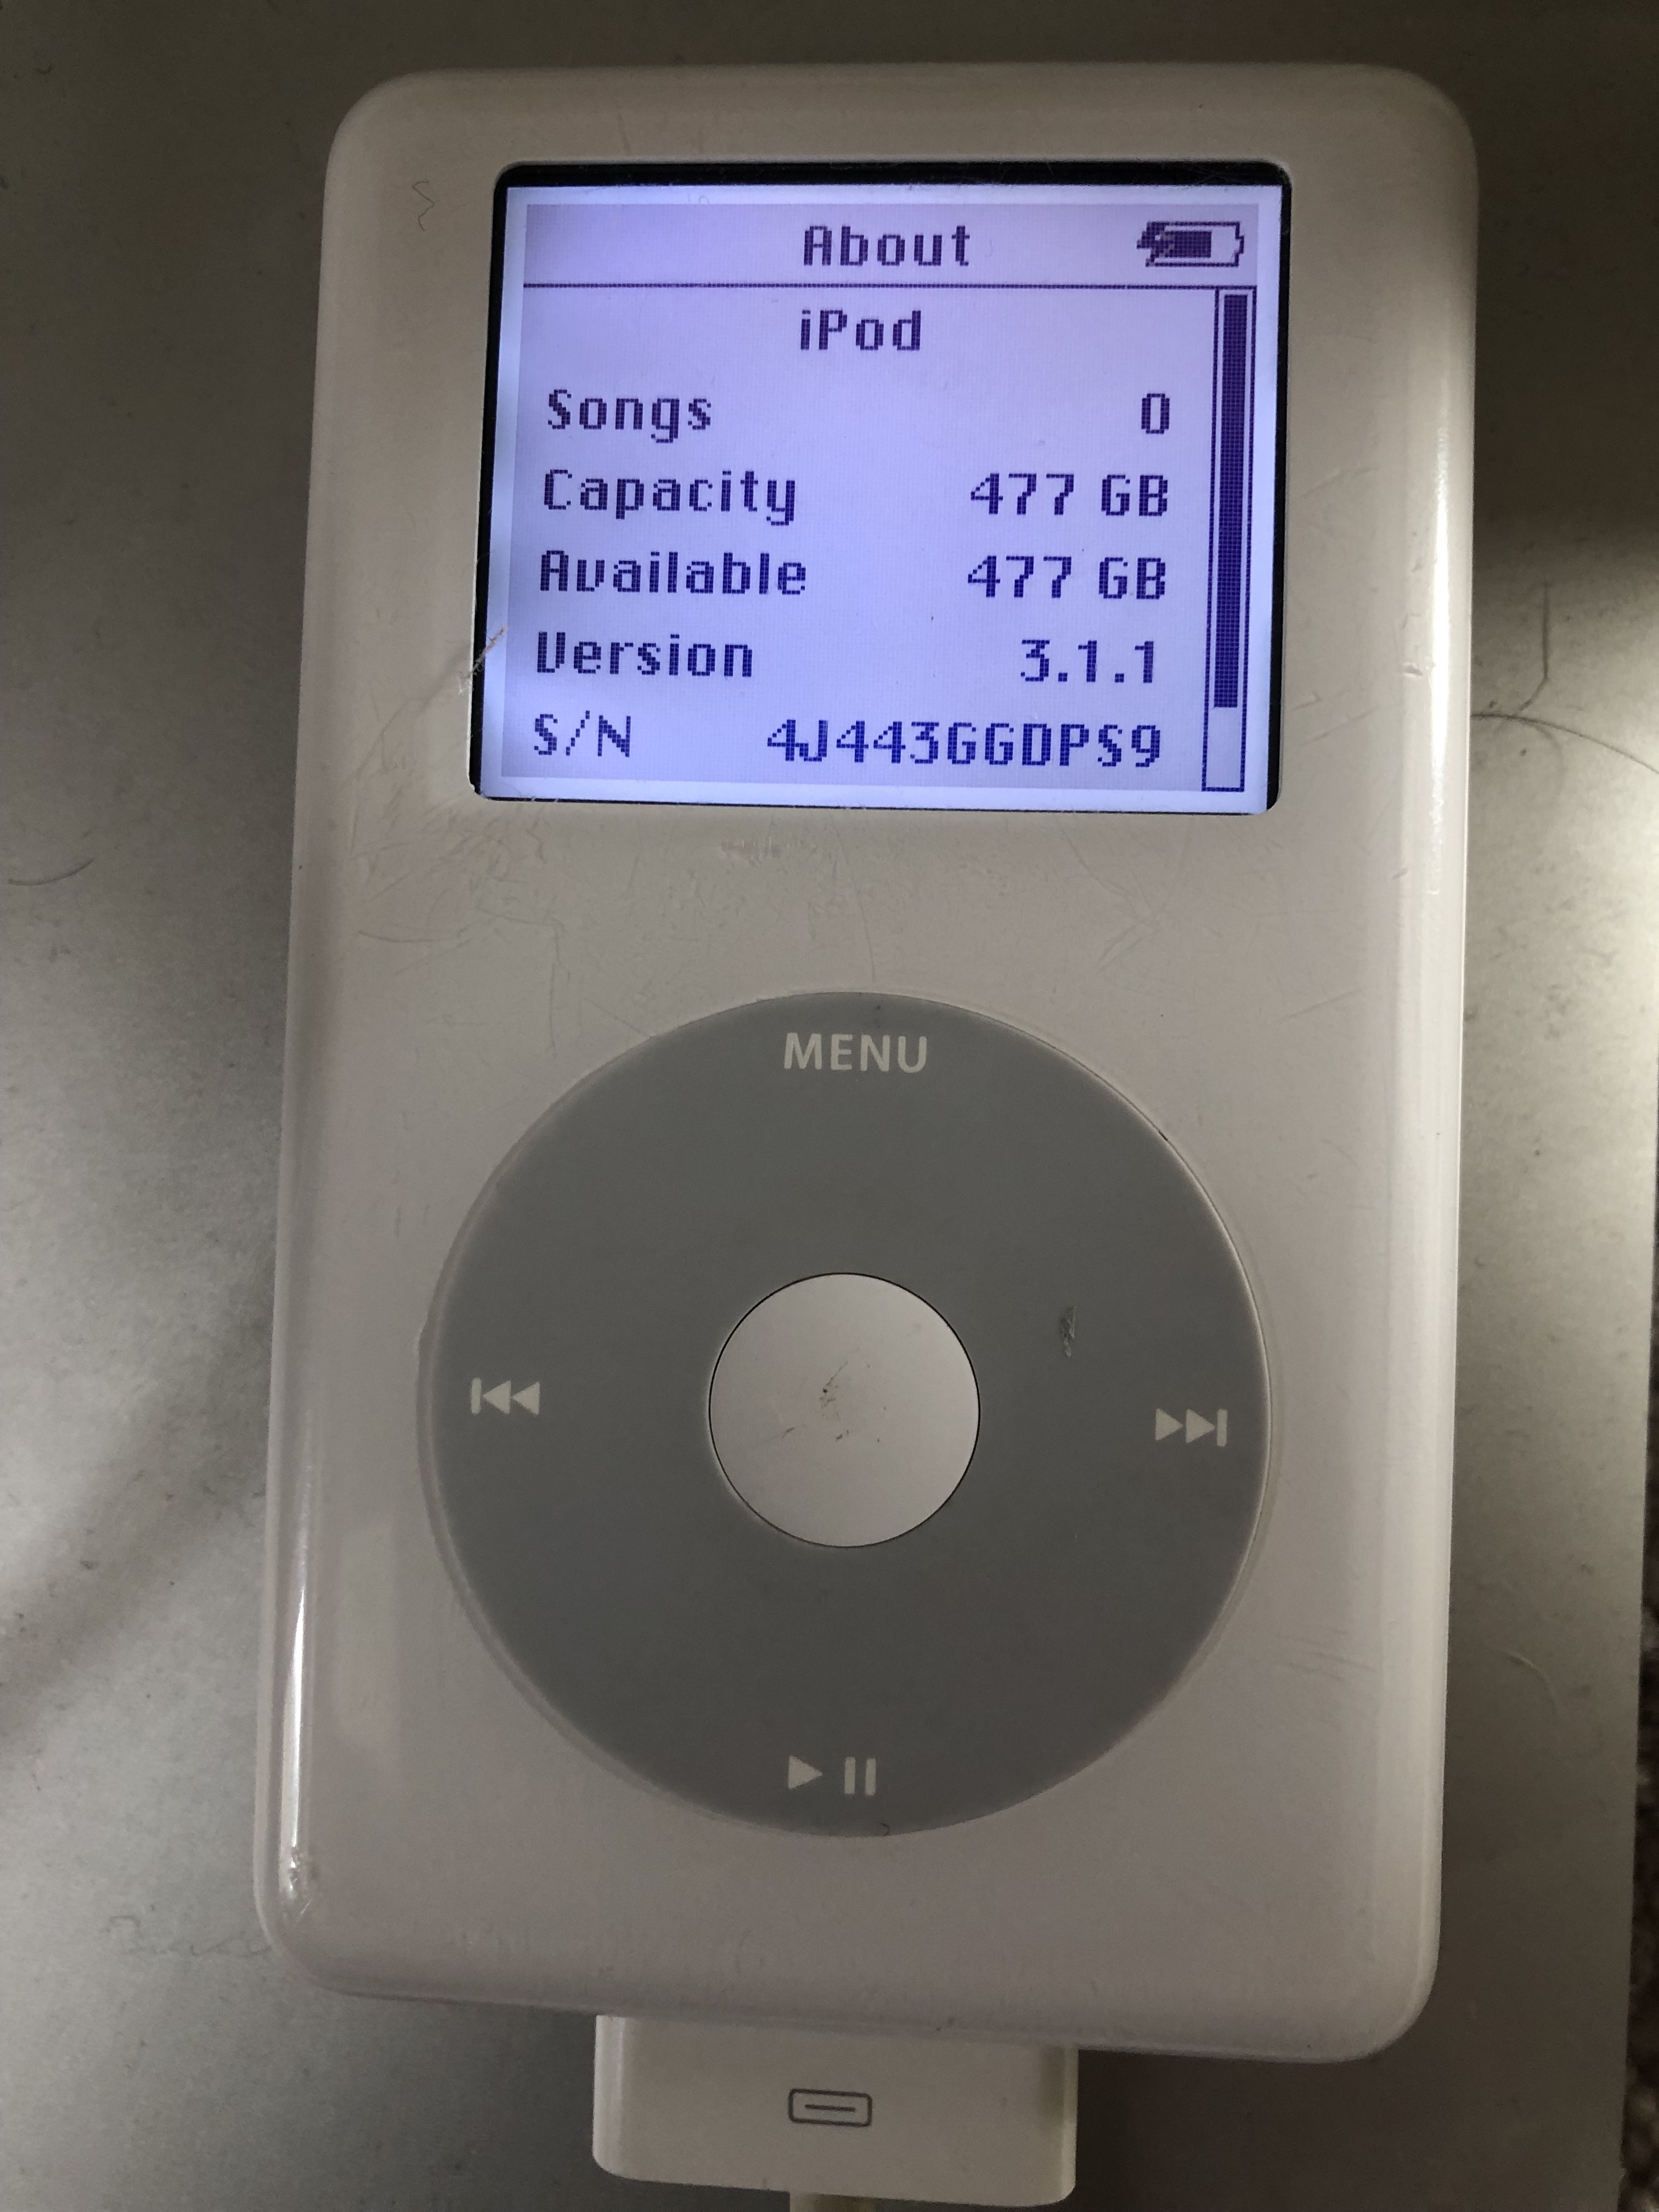 About
iPod
Songs 0
Capacity 477 GB
Available 477 GB
Version 3.1.1
S/N 4J443GGDPS9
MENU